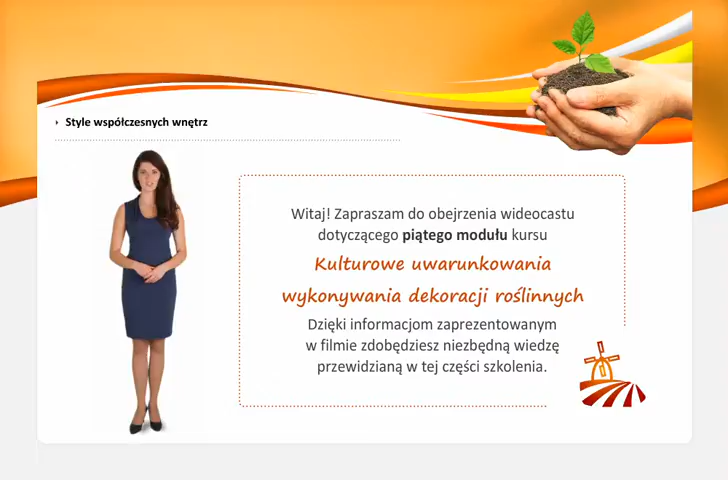 Style współczesnych wnętrz
Witaj! Zapraszam do obejrzenia wideocastu
dotyczącego piątego modułu kursu
Kulturowe uwarunkowania
wykonywania dekoracji roślinnych
Dzięki informacjom zaprezentowanym
w filmie zdobędziesz niezbędną wiedzę
przewidzianą w tej części szkolenia.